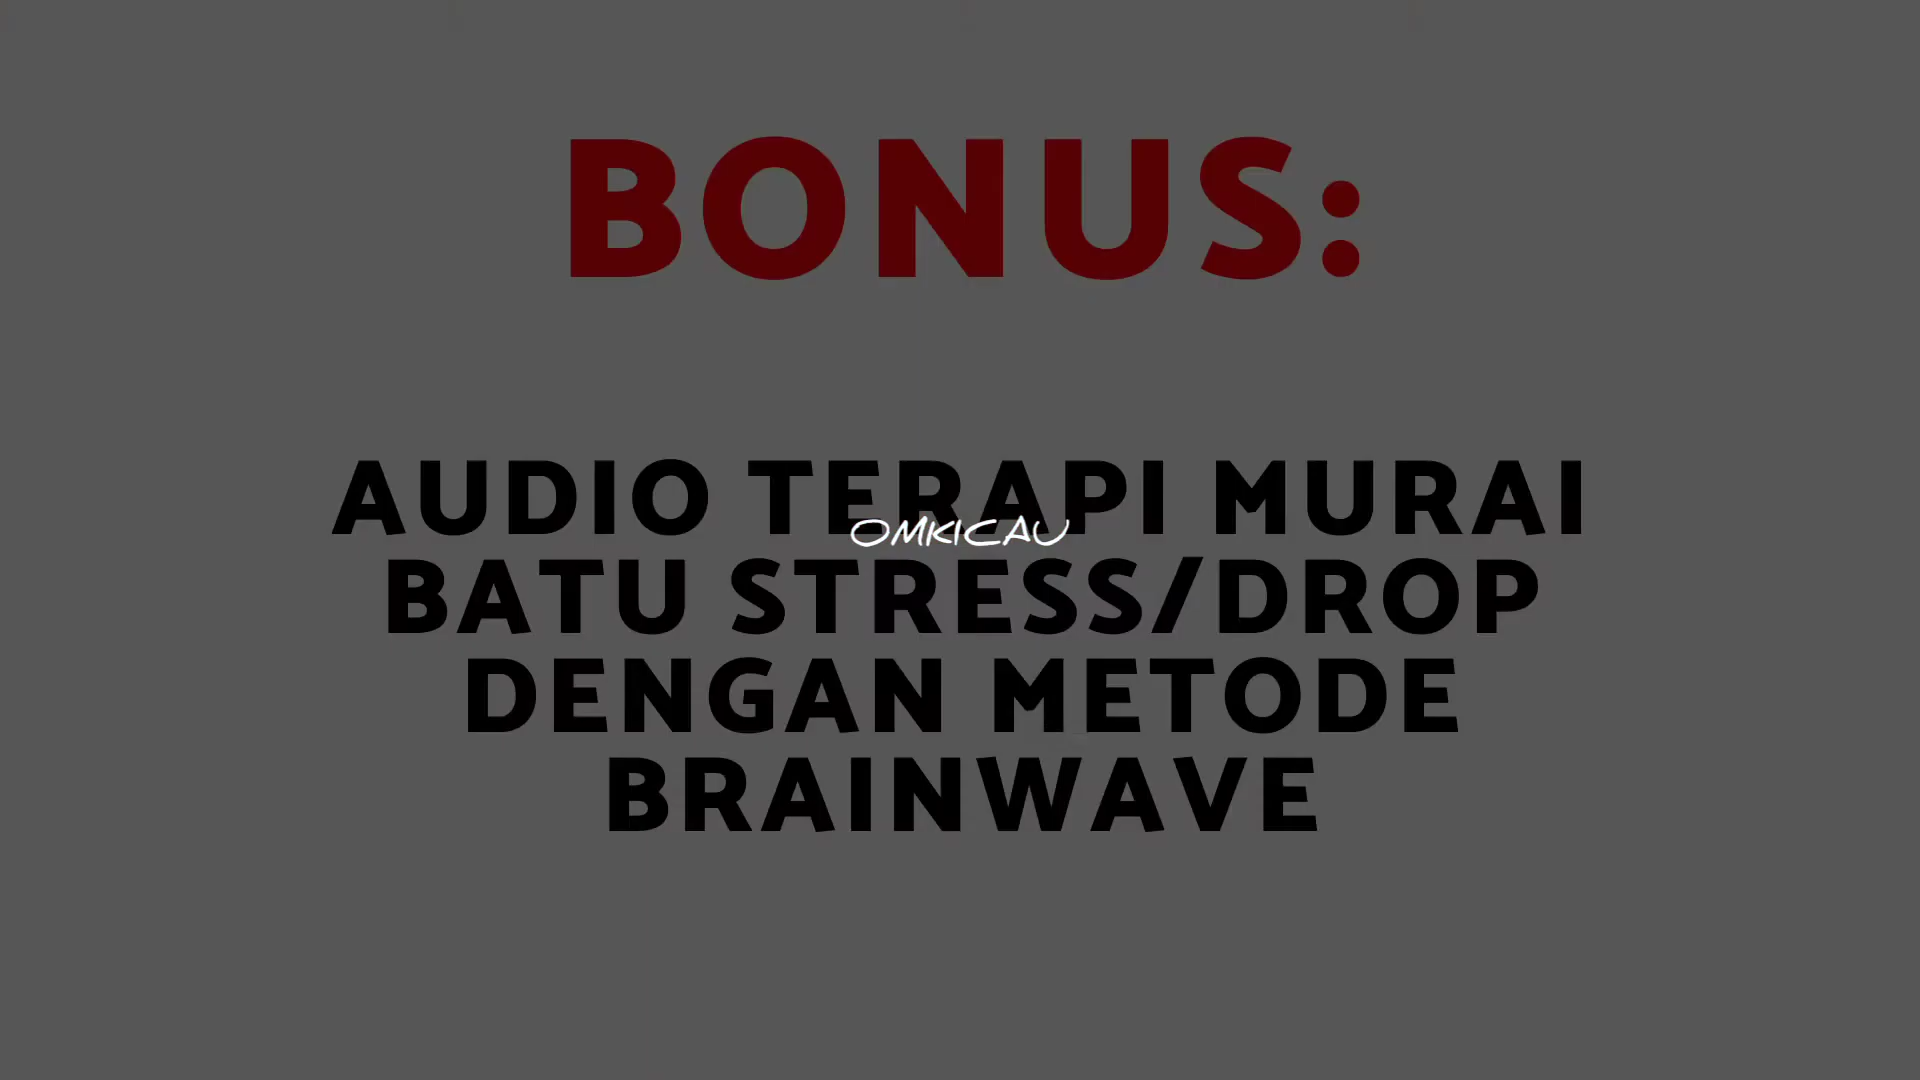 BONUS:
AUDIO TERAPI MURAI
OMKICAU
BATU STRESS/DROP
DENGAN METODE
BRAINWAVE